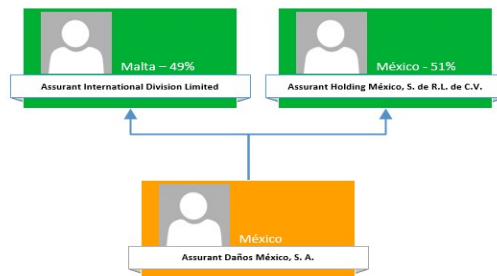 Malta – 49%
Assurant International Division Limited
México - 51%
Assurant Holding México, S. de R.L. de C.V.
México
Assurant Daños México, S. A.